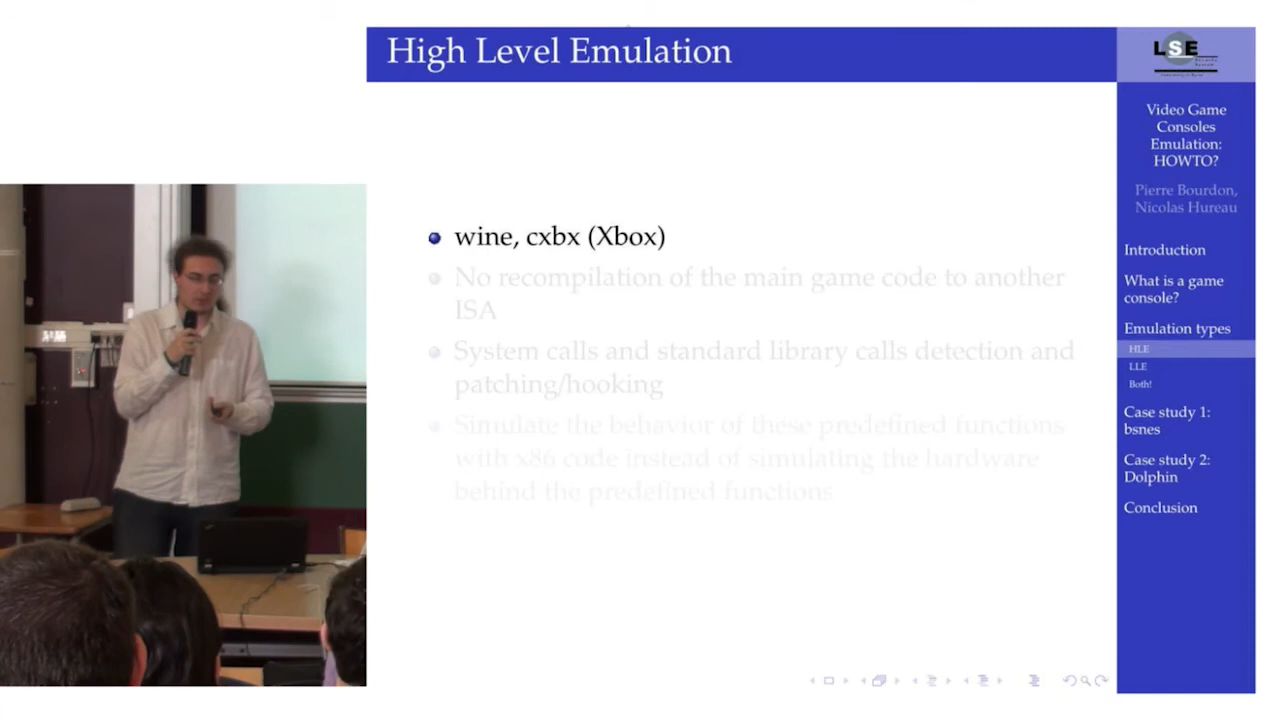 High Level Emulation
wine, cxbx (Xbox)
No recompilation of the main game code to another
ISA
System calls and standard library calls detection and
patching/hooking
Simulate the behavior of these predefined functions
with x86 code instead of simulating the hardware
behind the predefined functions
LSE
Video Game
Consoles
Emulation:
HOWTO?
Pierre Bourdon,
Nicolas Hureau
Introduction
What is a game
console?
Emulation types
HLE
LLE
Both!
Case study 1:
bsnes
Case study 2:
Dolphin
Conclusion